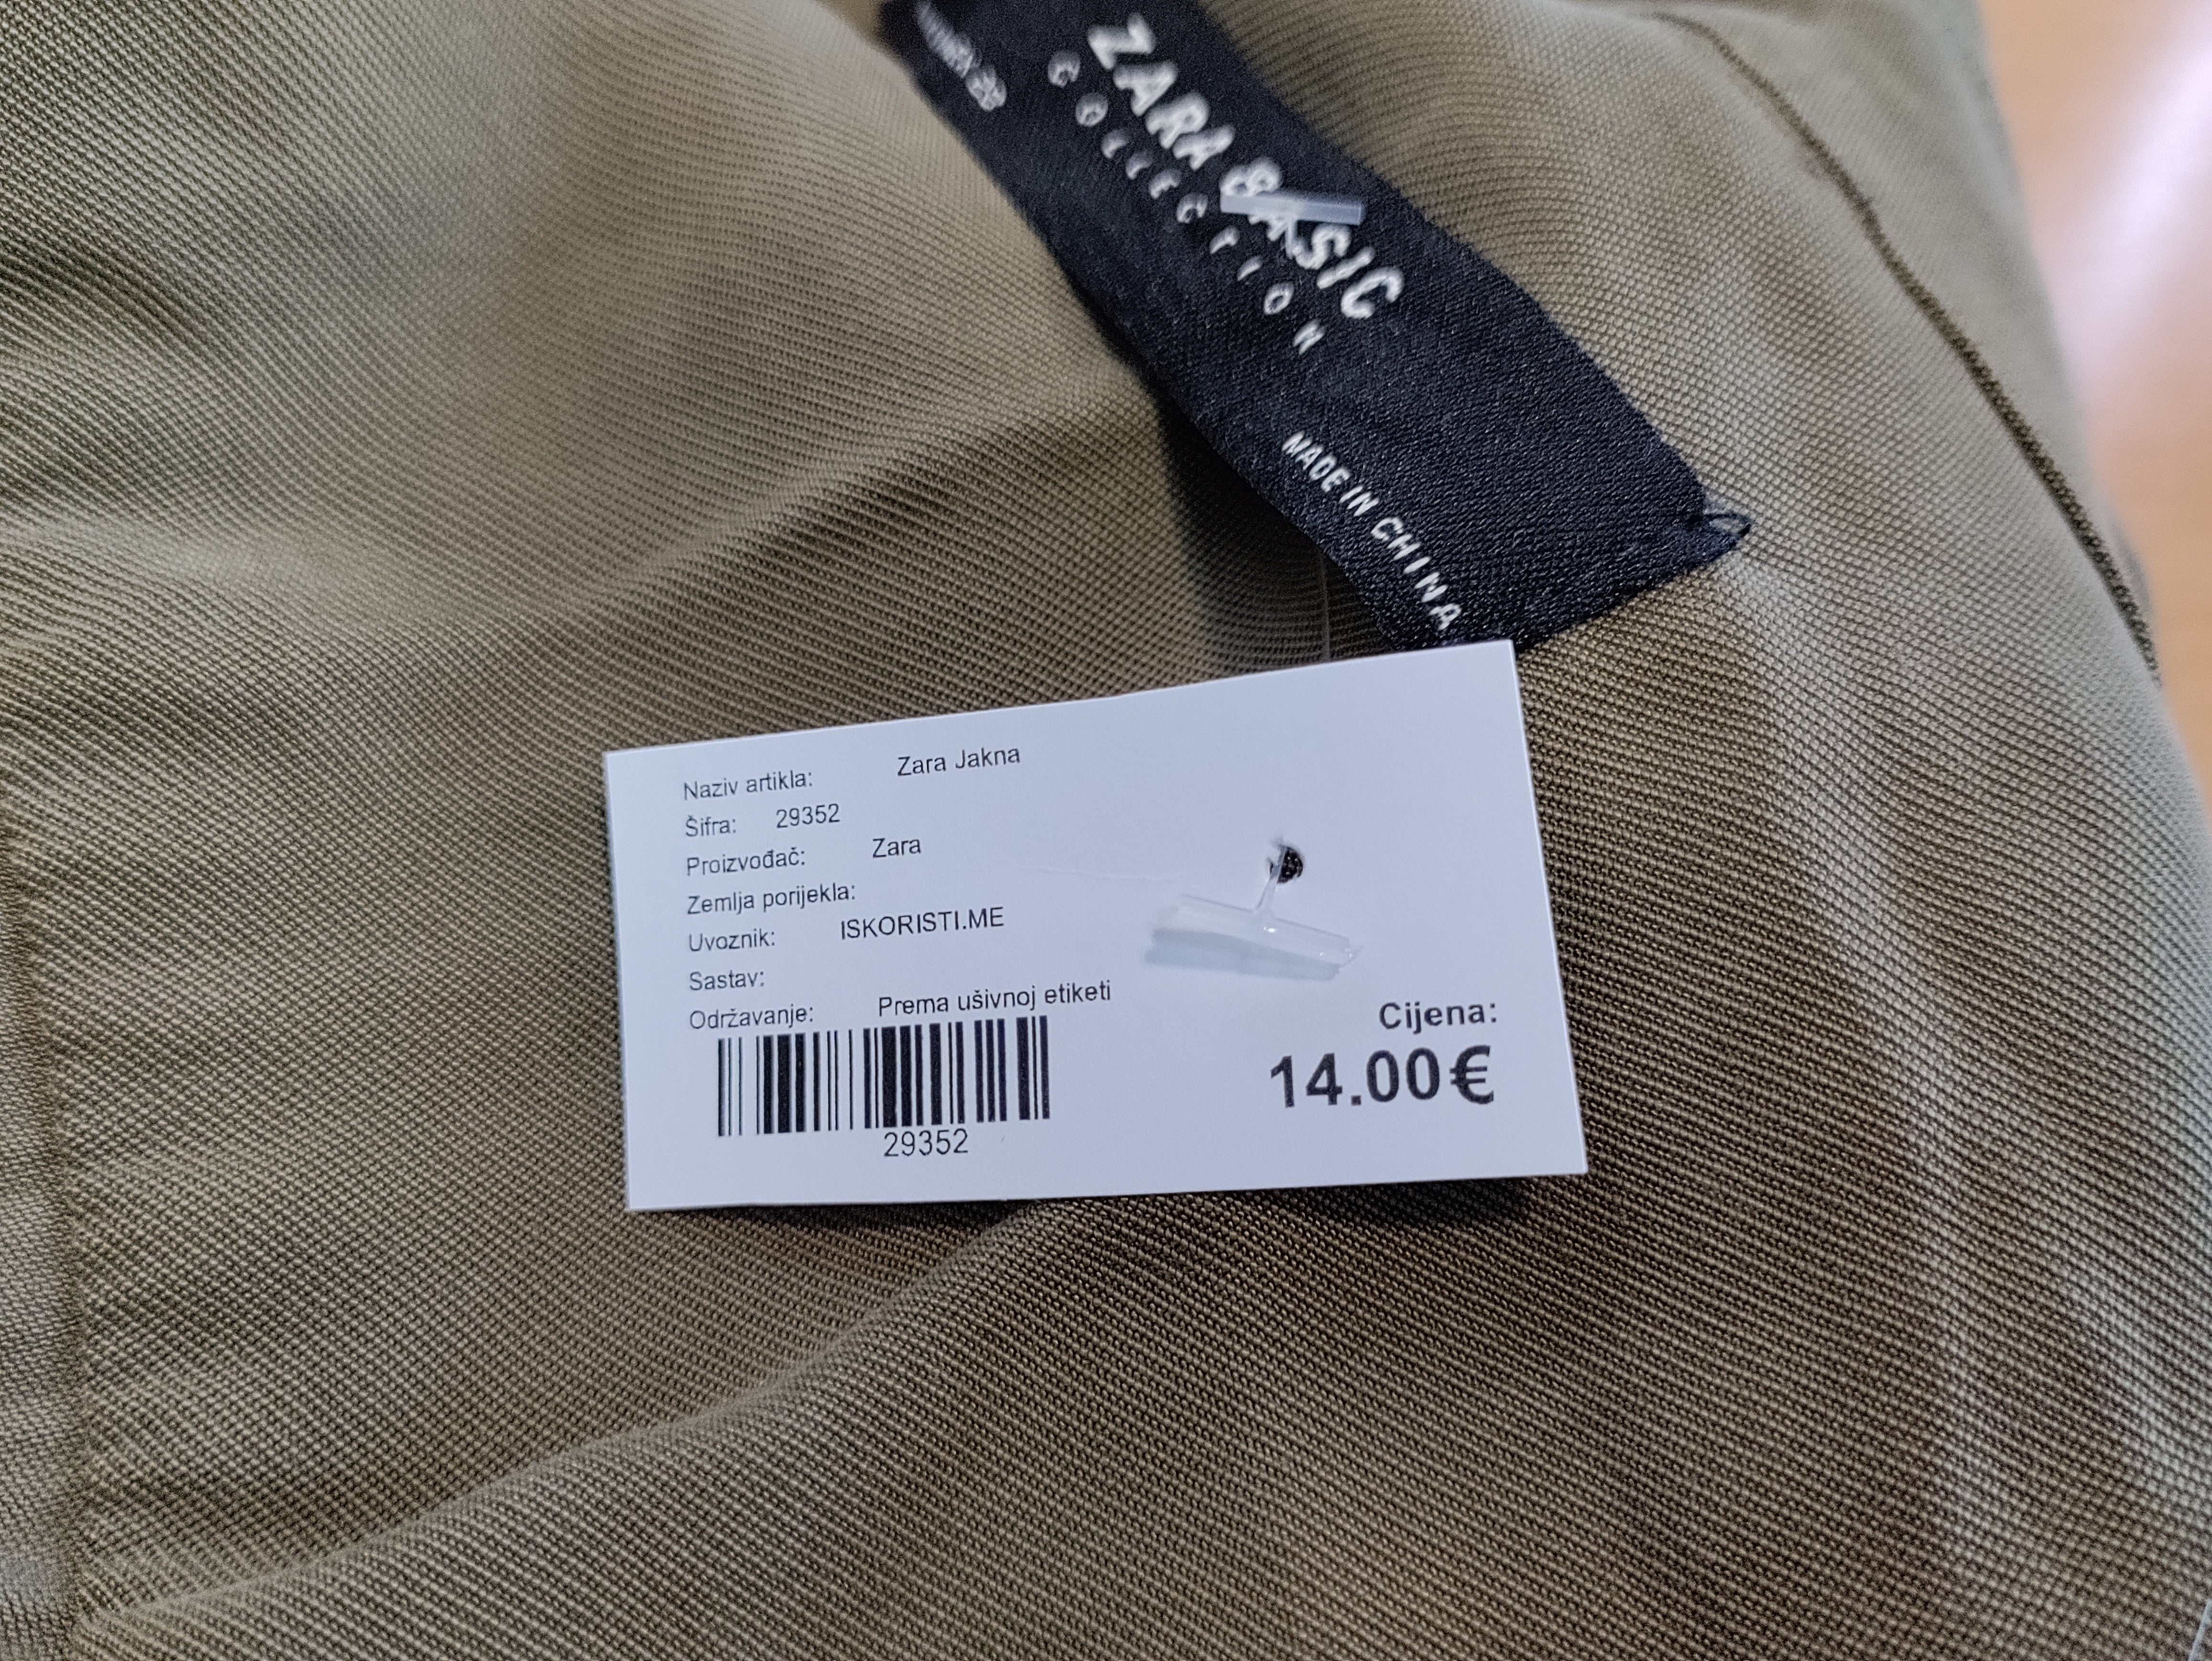 ZARA BASIC
COLLECTION
MADE IN CHINA
Naziv artikla: Zara Jakna
Šifra: 29352
Proizvođač: Zara
Zemlja porijekla:
Uvoznik: ISKORISTI.ME
Sastav:
Održavanje: Prema ušivnoj etiketi
29352
Cijena:
14.00€